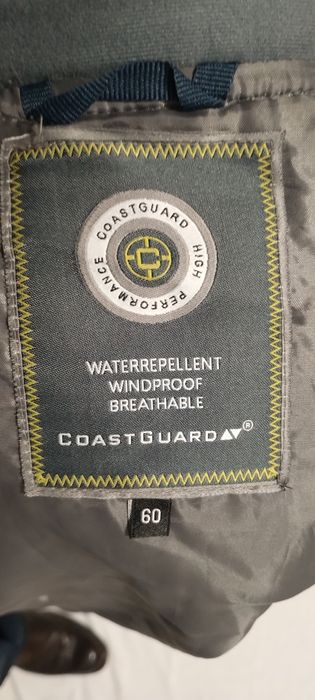 COASTGUARD HIGH PERFORMANCE
C
WATERREPELLENT
WINDPROOF
BREATHABLE
COASTGUARD ®
60